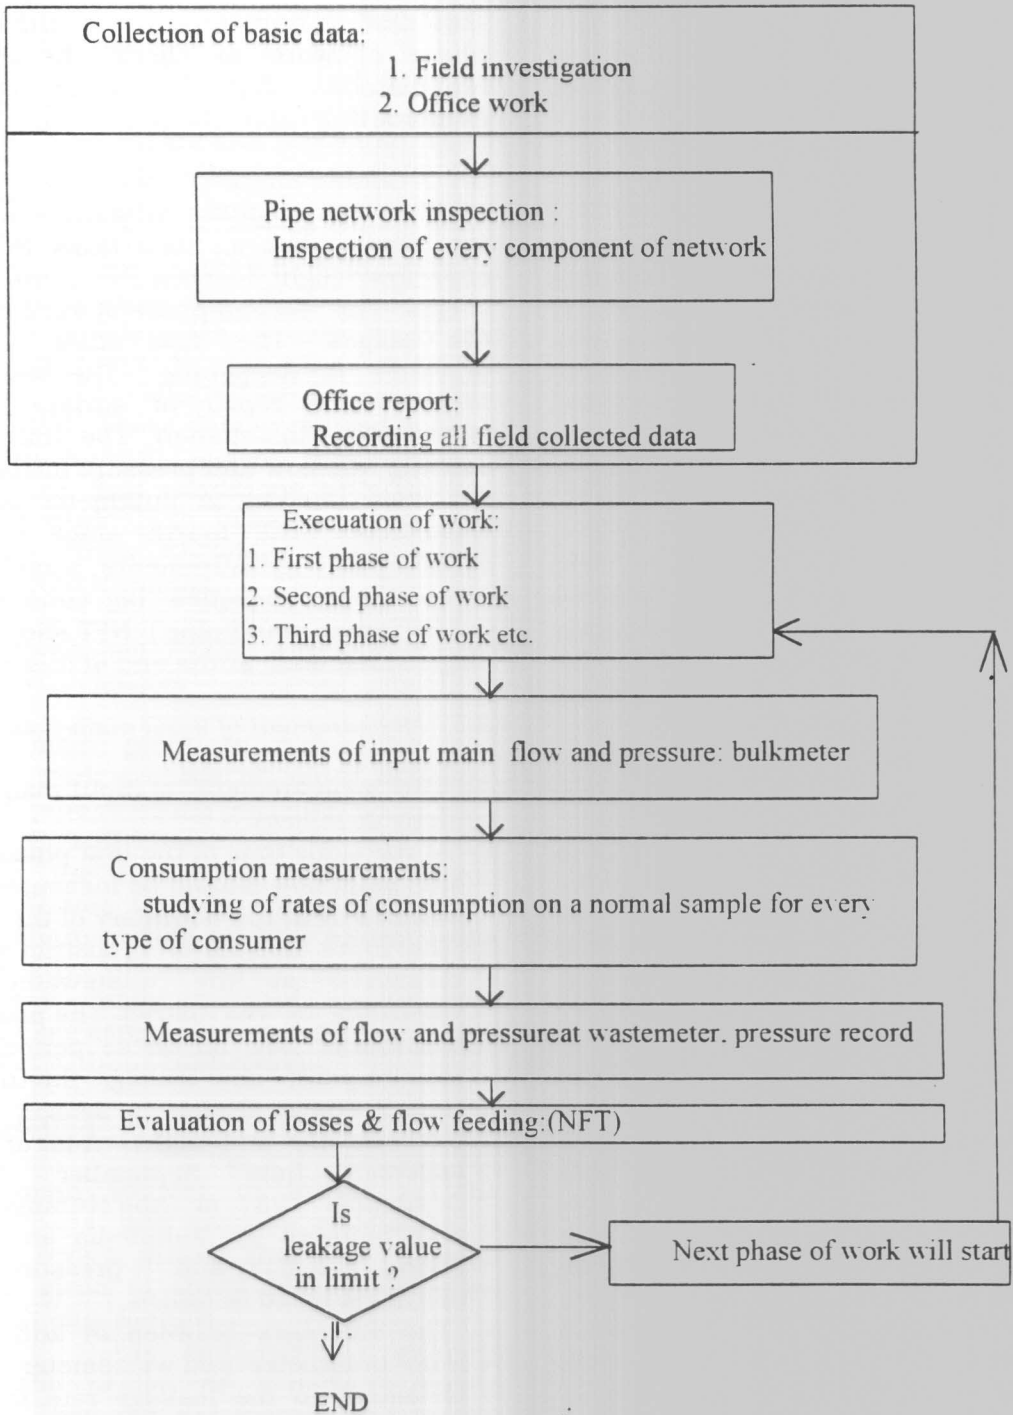 Collection of basic data:
1. Field investigation
2. Office work
Pipe network inspection :
Inspection of every component of network
Office report:
Recording all field collected data
Execuation of work:
1. First phase of work
2. Second phase of work
3. Third phase of work etc.
Measurements of input main flow and pressure: bulkmeter
Consumption measurements:
studying of rates of consumption on a normal sample for every
type of consumer
Measurements of flow and pressureat wastemeter. pressure record
Evaluation of losses & flow feeding:(NFT)
Is
leakage value
in limit ?
Next phase of work will start
END